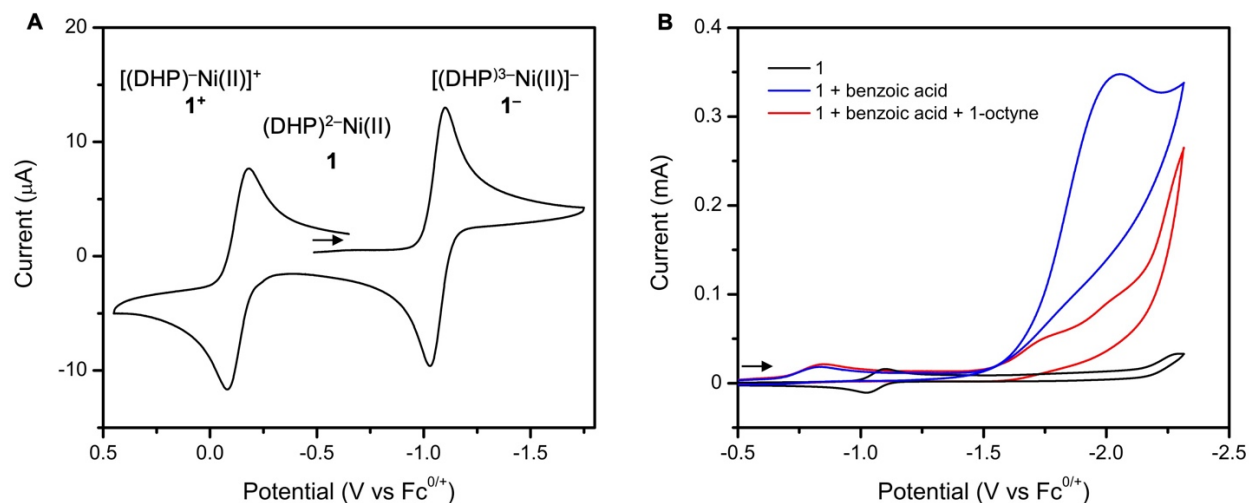 A
20
10
0
-10
Current (μA)
[(DHP)–Ni(II)]+
1+
(DHP)2–Ni(II)
1
[(DHP)3–Ni(II)]–
1–
0.5 0.0 -0.5 -1.0 -1.5
Potential (V vs Fc0/+)
B
0.4
0.3
0.2
0.1
0
Current (mA)
1
1 + benzoic acid
1 + benzoic acid + 1-octyne
-0.5 -1.0 -1.5 -2.0 -2.5
Potential (V vs Fc0/+)